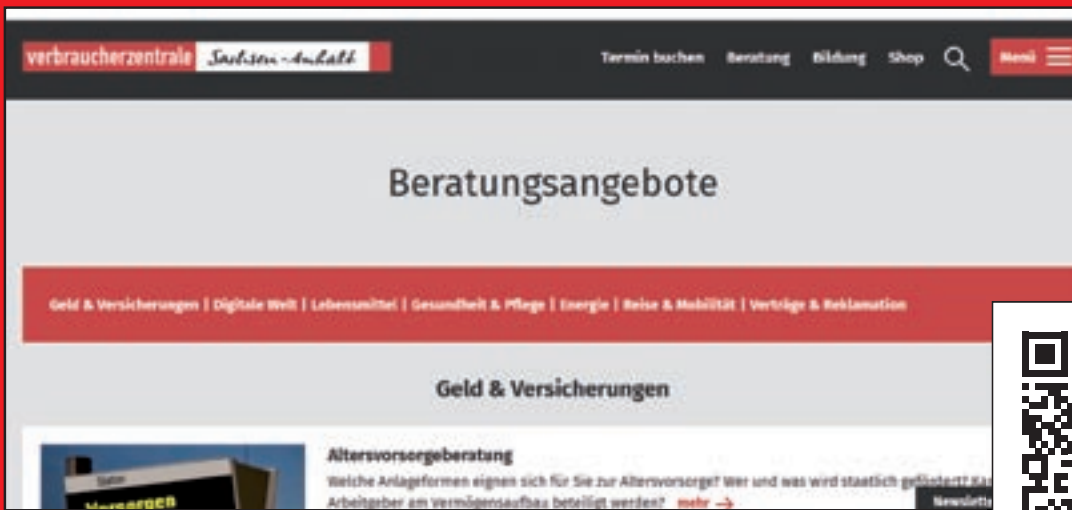 verbraucherzentrale Sachsen-Anhalt
Termin buchen Beratung Bildung Shop Menü
Beratungsangebote
Geld & Versicherungen | Digitale Welt | Lebensmittel | Gesundheit & Pflege | Energie | Reise & Mobilität | Verträge & Reklamation
Geld & Versicherungen
Altersvorsorgeberatung
Welche Anlageformen eignen sich für Sie zur Altersvorsorge? Wer und was wird staatlich gefördert?
Arbeitgeber am Vermögensaufbau beteiligt werden? mehr →
Station
Vorsorgen